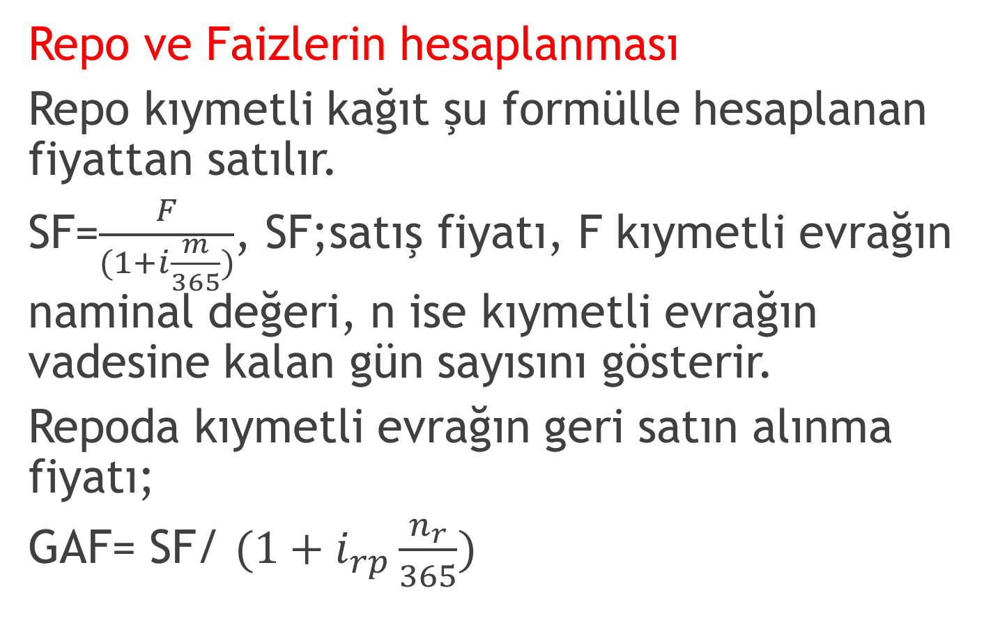 Repo ve Faizlerin hesaplanması
Repo kıymetli kağıt şu formülle hesaplanan
fiyattan satılır.
SF=\frac{F}{(1+i\frac{m}{365})}, SF;satış fiyatı, F kıymetli evrağın
naminal değeri, n ise kıymetli evrağın
vadesine kalan gün sayısını gösterir.
Repoda kıymetli evrağın geri satın alınma
fiyatı;
GAF= SF/ (1 + i_{rp} \frac{n_r}{365})